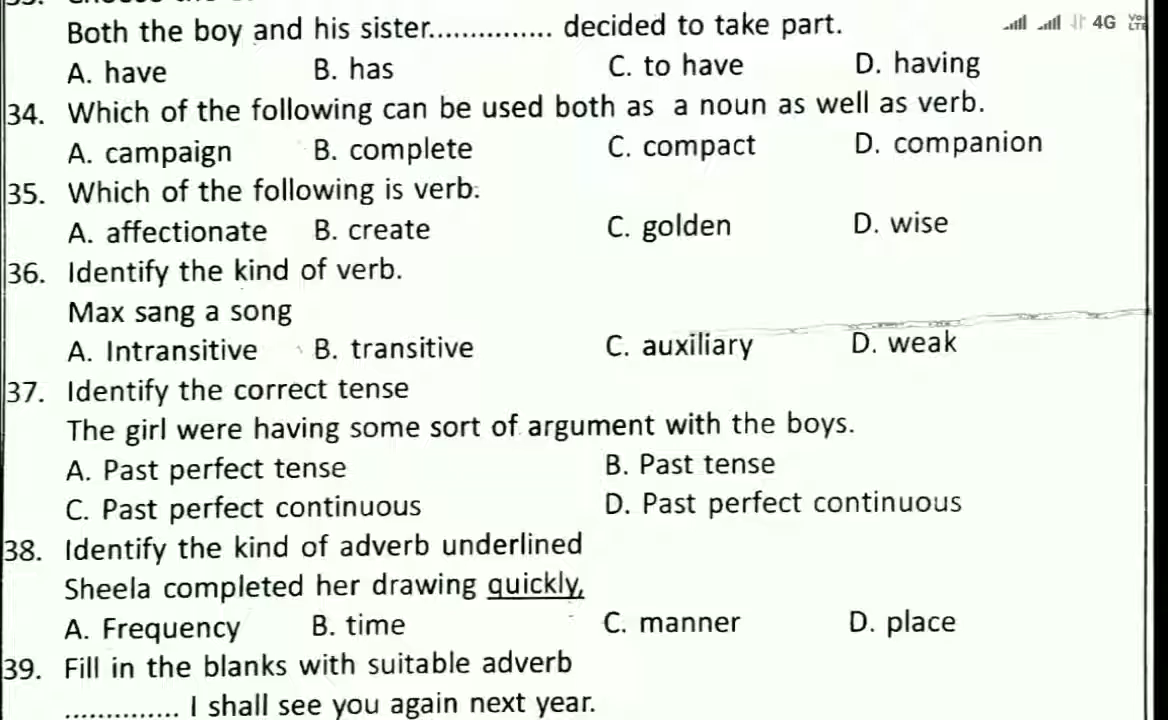 Both the boy and his sister............... decided to take part.
4G VoLTE
A. have B. has C. to have D. having
34. Which of the following can be used both as a noun as well as verb.
A. campaign B. complete C. compact D. companion
35. Which of the following is verb.
A. affectionate B. create C. golden D. wise
36. Identify the kind of verb.
Max sang a song
A. Intransitive B. transitive C. auxiliary D. weak
37. Identify the correct tense
The girl were having some sort of argument with the boys.
A. Past perfect tense B. Past tense
C. Past perfect continuous D. Past perfect continuous
38. Identify the kind of adverb underlined
Sheela completed her drawing quickly,
A. Frequency B. time C. manner D. place
39. Fill in the blanks with suitable adverb
.............. I shall see you again next year.